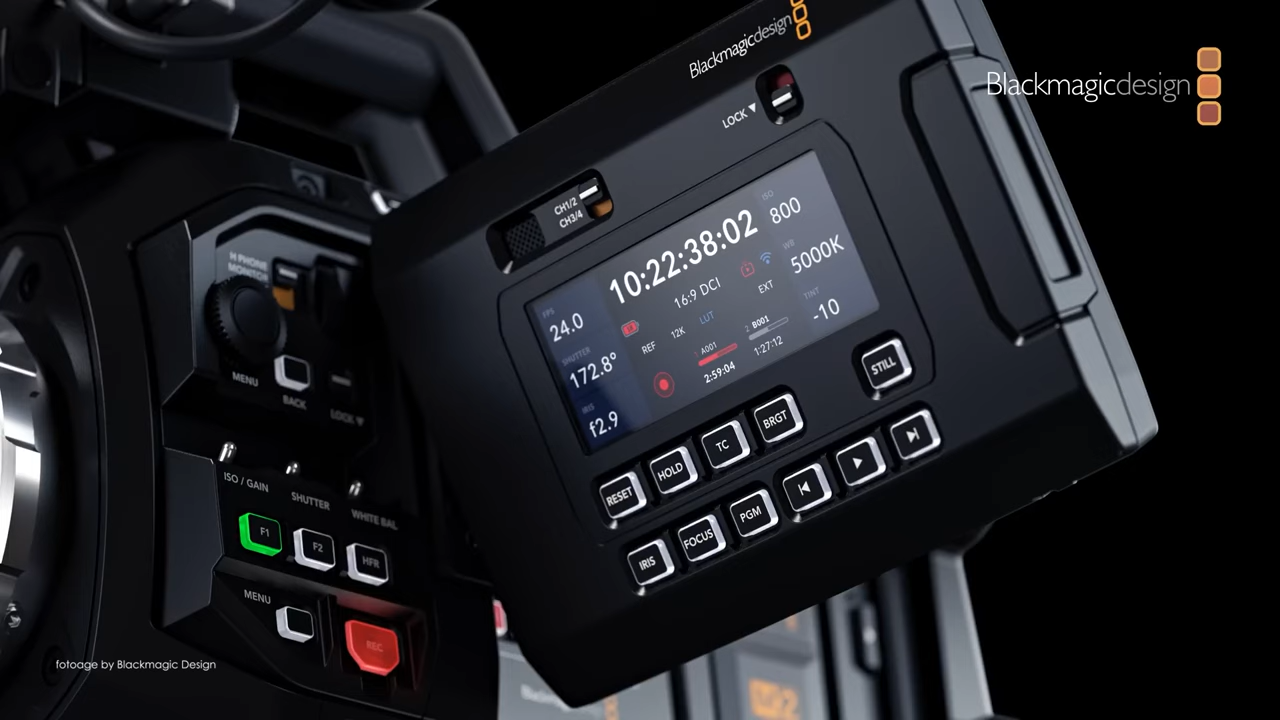 Blackmagicdesign
Blackmagicdesign
LOCK
CH1/2
CH3/4
H PHONE
MONITOR
MENU
BACK
LOCK
10:22:38:02
16:9 DCI
EXT
REF
12K
LUT
1 A001
2:59:04
2 B001
1:27:12
FPS
24.0
SHUTTER
172.8°
IRIS
f2.9
ISO
800
WB
5000K
TINT
-10
STILL
RESET
HOLD
TC
BRGT
IRIS
FOCUS
PGM
ISO / GAIN
SHUTTER
WHITE BAL
F1
F2
HFR
MENU
REC
fotoage by Blackmagic Design